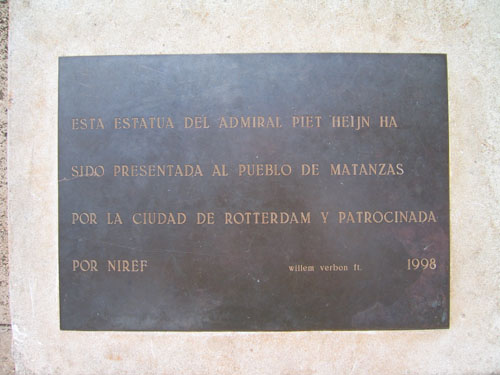 ESTA ESTATUA DEL ADMIRAL PIET HEIJN HA
SIDO PRESENTADA AL PUEBLO DE MATANZAS
POR LA CIUDAD DE ROTTERDAM Y PATROCINADA
POR NIREF willem verbon ft. 1998